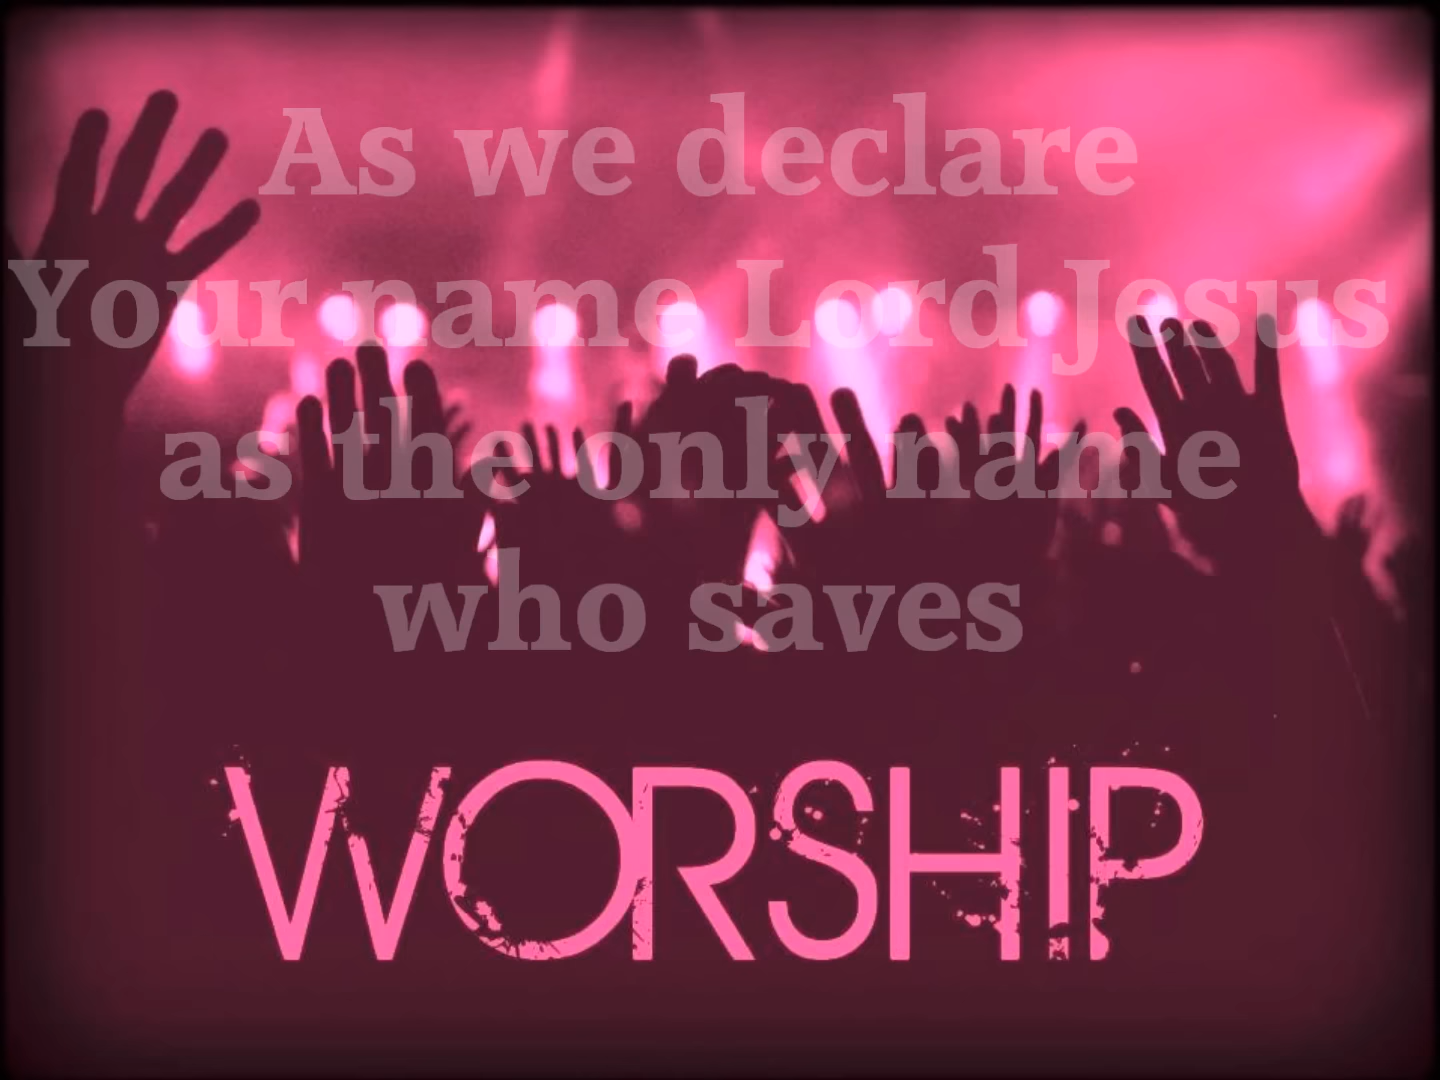 As we declare
Your name Lord Jesus
as the only name
who saves
WORSHIP